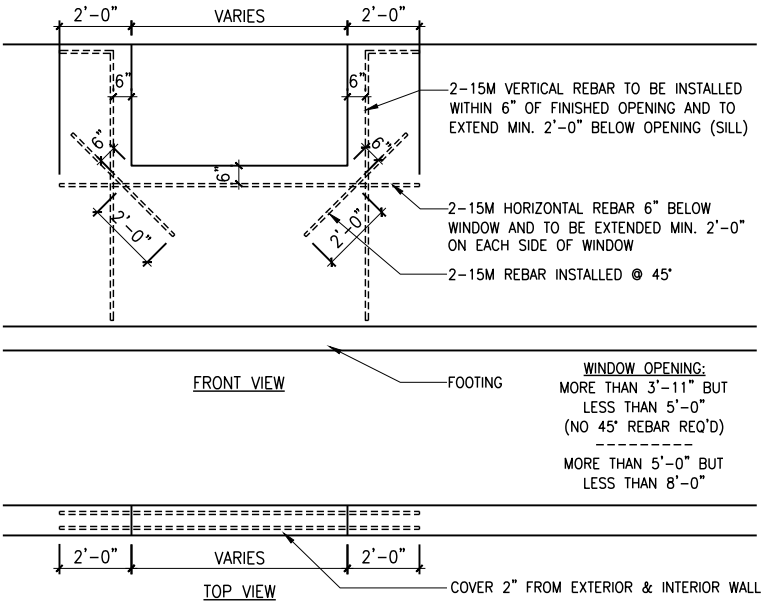 2'-0" VARIES 2'-0"
6" 6"
2-15M VERTICAL REBAR TO BE INSTALLED
WITHIN 6" OF FINISHED OPENING AND TO
EXTEND MIN. 2'-0" BELOW OPENING (SILL)
6" 6" 6"
2'-0" 2'-0"
2-15M HORIZONTAL REBAR 6" BELOW
WINDOW AND TO BE EXTENDED MIN. 2'-0"
ON EACH SIDE OF WINDOW
2-15M REBAR INSTALLED @ 45°
FRONT VIEW
FOOTING
WINDOW OPENING:
MORE THAN 3'-11" BUT
LESS THAN 5'-0"
(NO 45° REBAR REQ'D)
----------
MORE THAN 5'-0" BUT
LESS THAN 8'-0"
2'-0" VARIES 2'-0"
TOP VIEW
COVER 2" FROM EXTERIOR & INTERIOR WALL